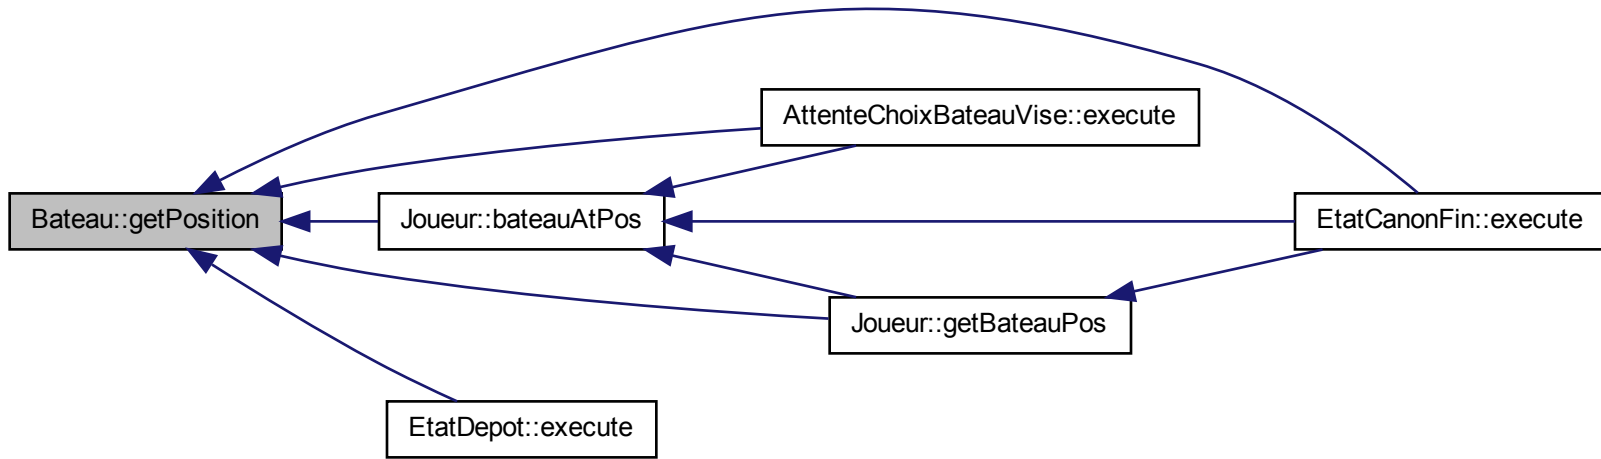 AttenteChoixBateauVise::execute
Bateau::getPosition
Joueur::bateauAtPos
EtatCanonFin::execute
Joueur::getBateauPos
EtatDepot::execute